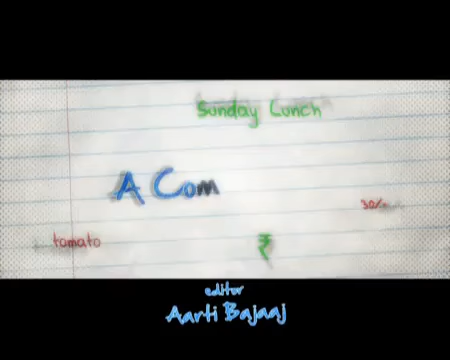 Sunday Lunch
A Com
30%
tomato
₹
editor
Aarti Bajaaj